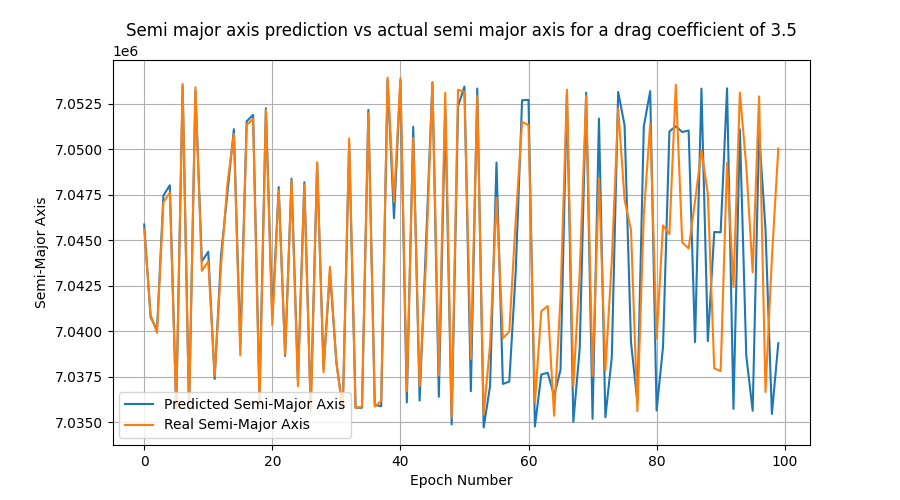 Semi major axis prediction vs actual semi major axis for a drag coefficient of 3.5
1e6
7.0525
7.0500
7.0475
7.0450
7.0425
7.0400
7.0375
7.0350
Semi-Major Axis
Predicted Semi-Major Axis
Real Semi-Major Axis
0 20 40 60 80 100
Epoch Number